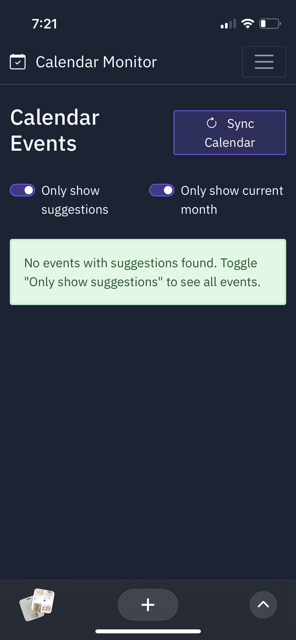 7:21
Calendar Monitor
Calendar
Events
Sync
Calendar
Only show
suggestions
Only show current
month
No events with suggestions found. Toggle
"Only show suggestions" to see all events.